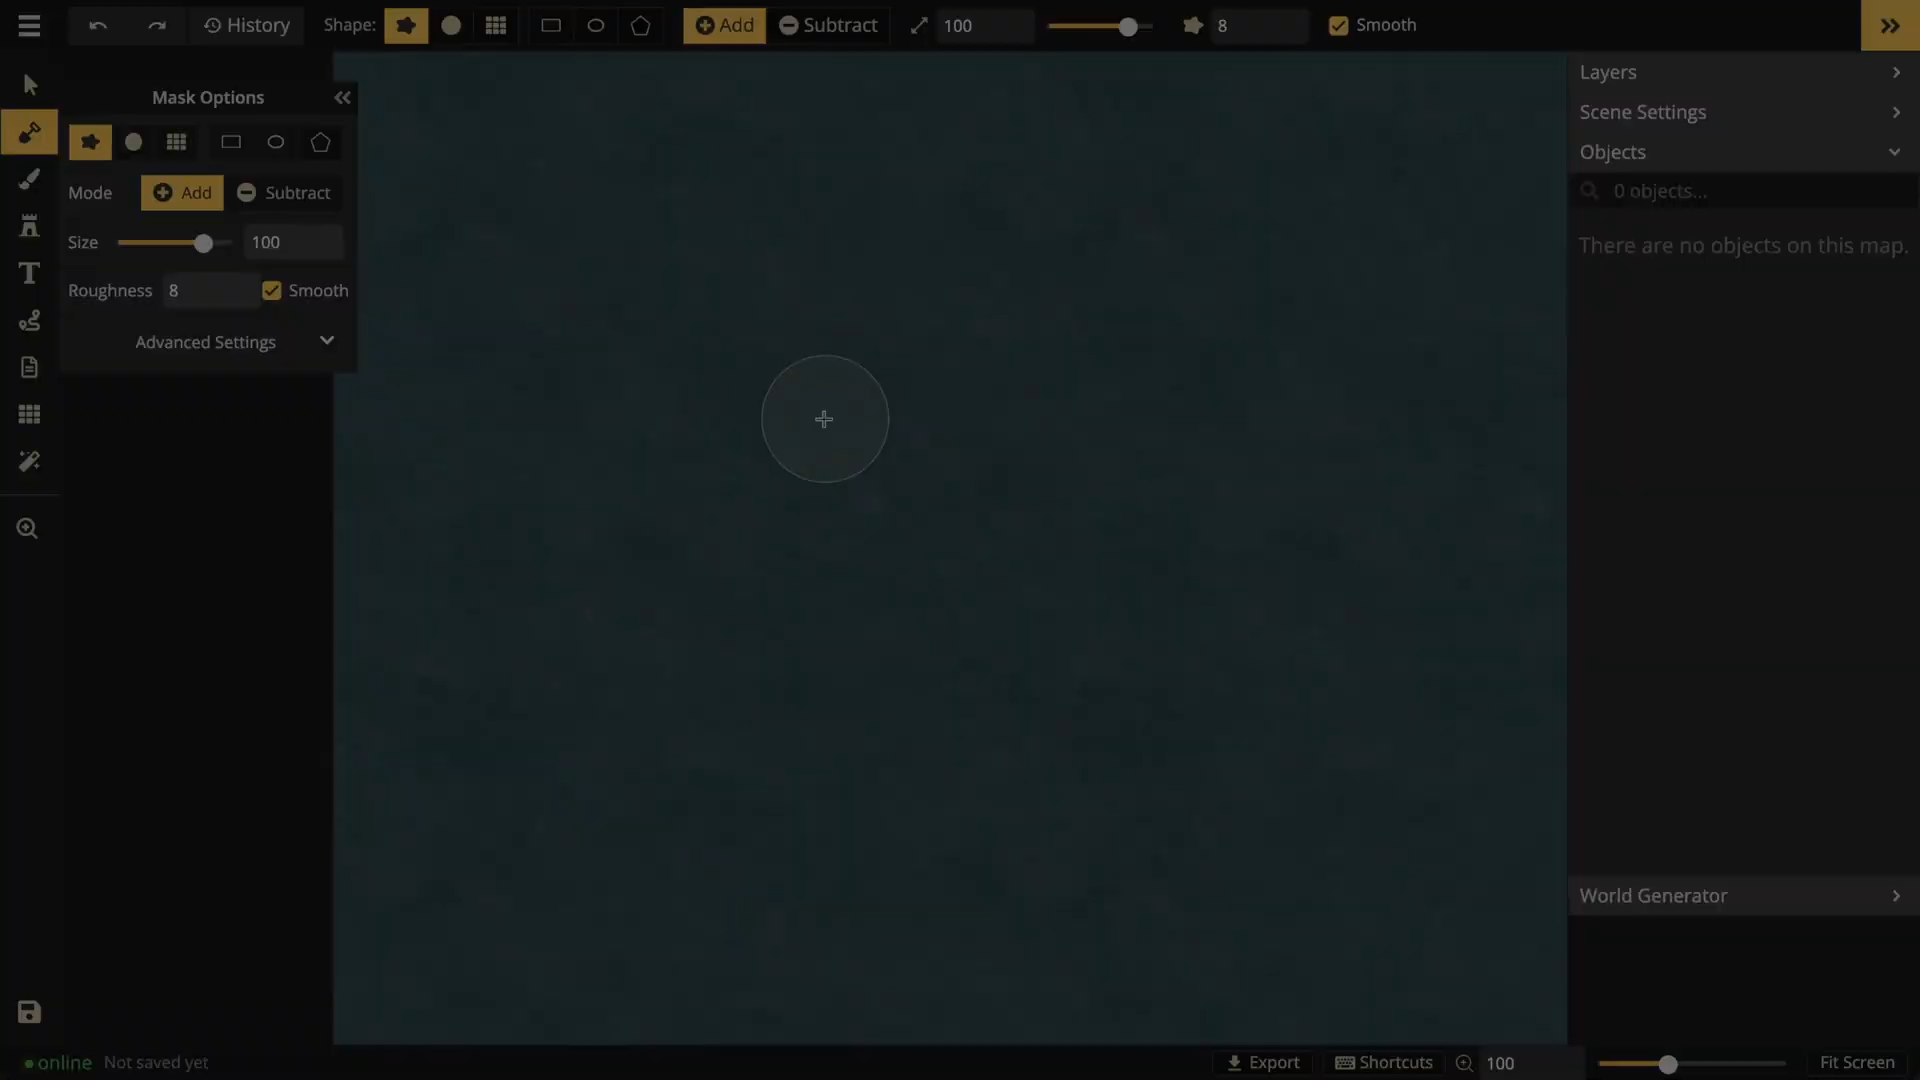 History
Shape:
Add
Subtract
100
8
Smooth
Mask Options
Mode
Add
Subtract
Size
100
Roughness
8
Smooth
Advanced Settings
Layers
Scene Settings
Objects
0 objects...
There are no objects on this map.
World Generator
online
Not saved yet
Export
Shortcuts
100
Fit Screen